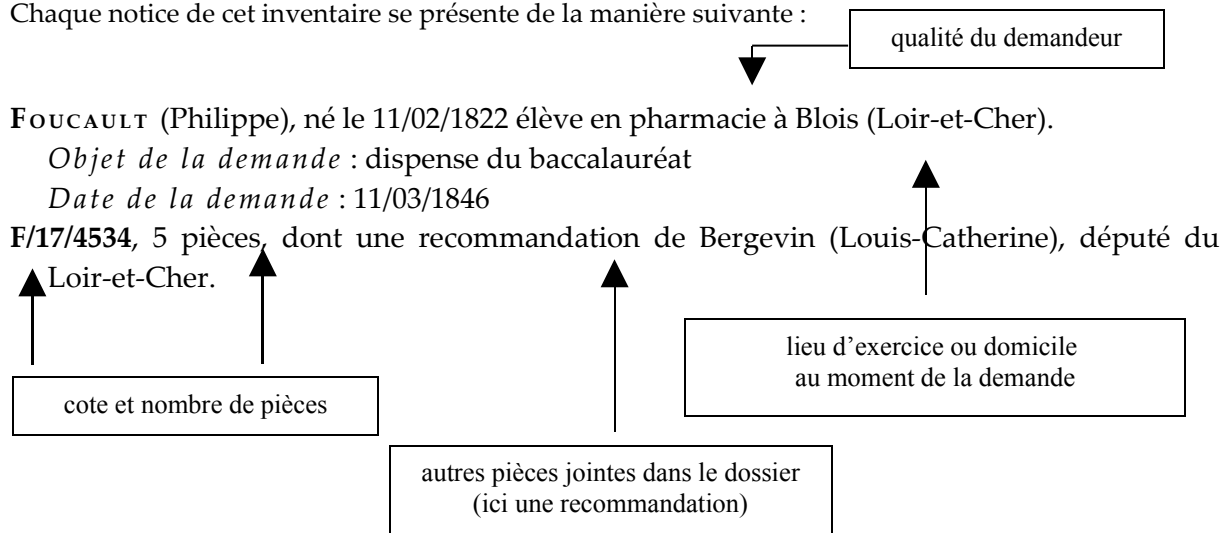 Chaque notice de cet inventaire se présente de la manière suivante :
qualité du demandeur
FOUCAULT (Philippe), né le 11/02/1822 élève en pharmacie à Blois (Loir-et-Cher).
Objet de la demande : dispense du baccalauréat
Date de la demande : 11/03/1846
F/17/4534, 5 pièces, dont une recommandation de Bergevin (Louis-Catherine), député du
Loir-et-Cher.
lieu d’exercice ou domicile
au moment de la demande
cote et nombre de pièces
autres pièces jointes dans le dossier
(ici une recommandation)